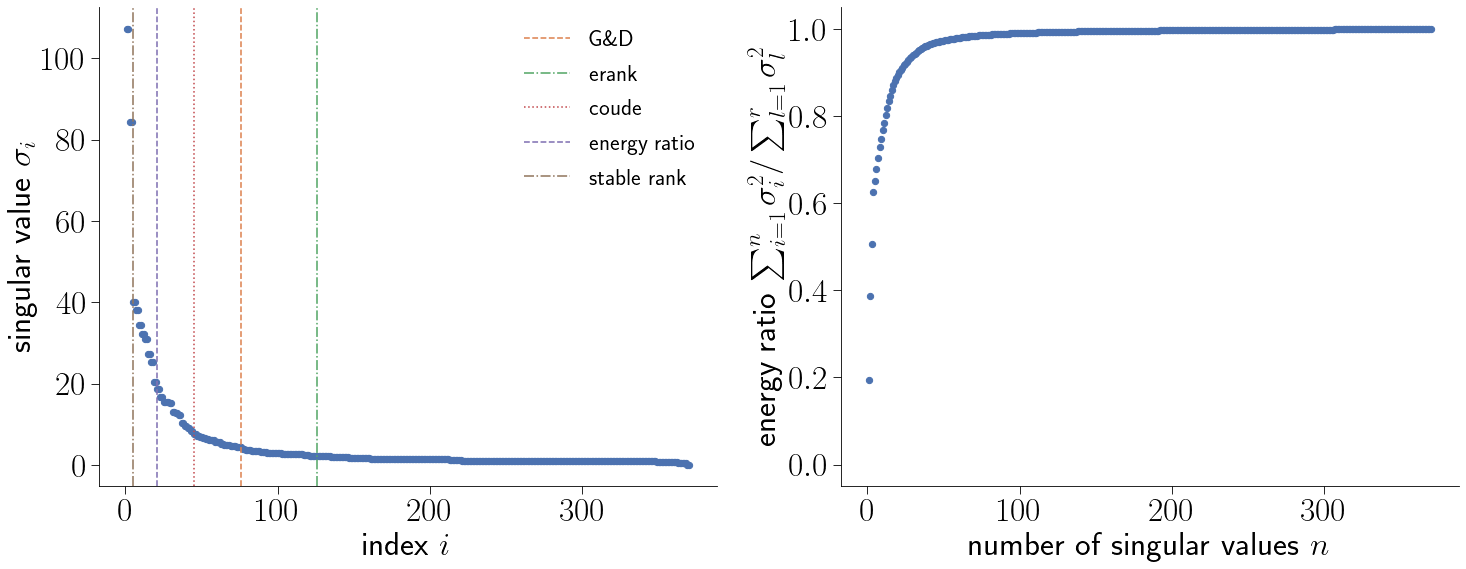 100
80
60
40
20
0
singular value σ_i
0 100 200 300
index i
G&D
erank
coude
energy ratio
stable rank
1.0
0.8
0.6
0.4
0.2
0.0
energy ratio ∑_{i=1}^{n} σ_i^2 / ∑_{l=1}^{r} σ_l^2
0 100 200 300
number of singular values n